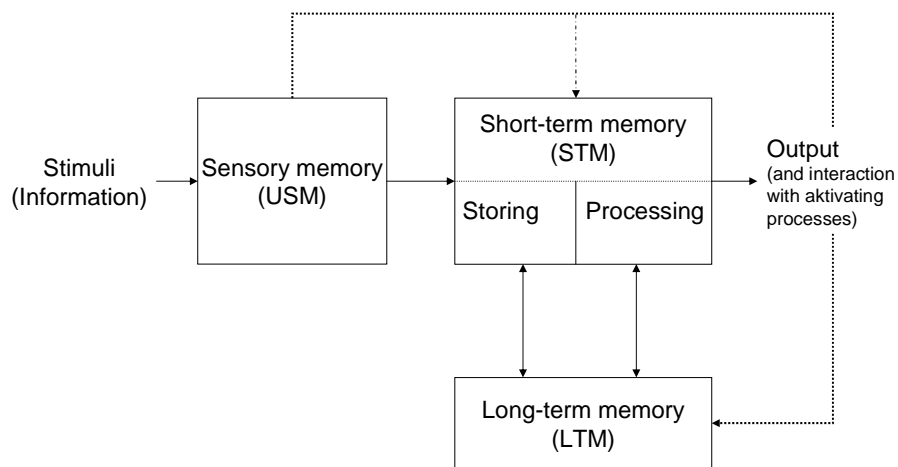 Stimuli
(Information)
Sensory memory
(USM)
Short-term memory
(STM)
Storing
Processing
Output
(and interaction
with aktivating
processes)
Long-term memory
(LTM)